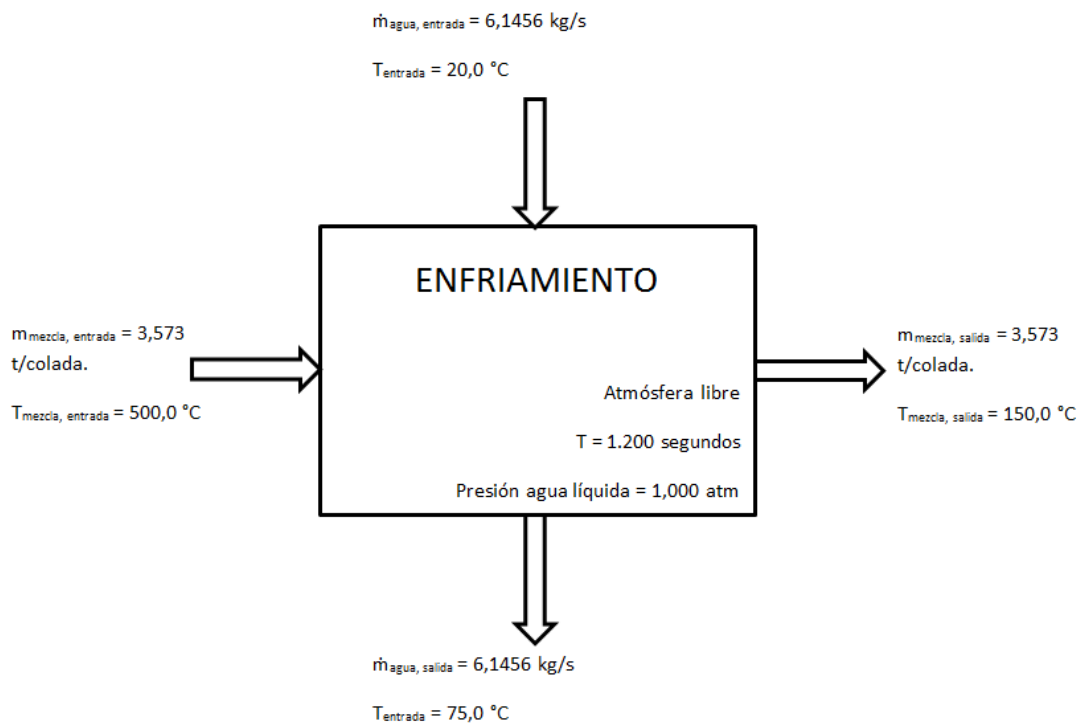 ṁagua, entrada = 6,1456 kg/s
Tentrada = 20,0 °C
ENFRIAMIENTO
mmezcla, entrada = 3,573
t/colada.
Tmezcla, entrada = 500,0 °C
mmezcla, salida = 3,573
t/colada.
Tmezcla, salida = 150,0 °C
Atmósfera libre
T = 1.200 segundos
Presión agua líquida = 1,000 atm
ṁagua, salida = 6,1456 kg/s
Tentrada = 75,0 °C